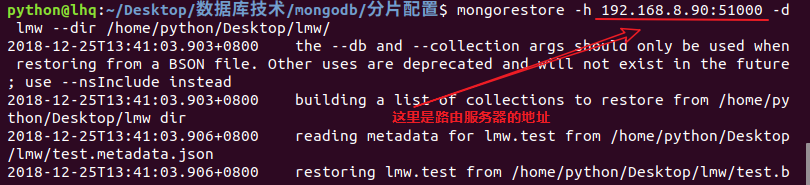 python@lhq:~/Desktop/数据库技术/mongodb/分片配置$ mongorestore -h 192.168.8.90:51000 -d
 lmw --dir /home/python/Desktop/lmw/
2018-12-25T13:41:03.903+0800    the --db and --collection args should only be used when
 restoring from a BSON file. Other uses are deprecated and will not exist in the future
; use --nsInclude instead
2018-12-25T13:41:03.906+0800    building a list of collections to restore from /home/py
thon/Desktop/lmw dir
这里是路由服务器的地址
2018-12-25T13:41:03.904+0800    reading metadata for lmw.test from /home/python/Desktop
/lmw/test.metadata.json
2018-12-25T13:41:03.906+0800    restoring lmw.test from /home/python/Desktop/lmw/test.b